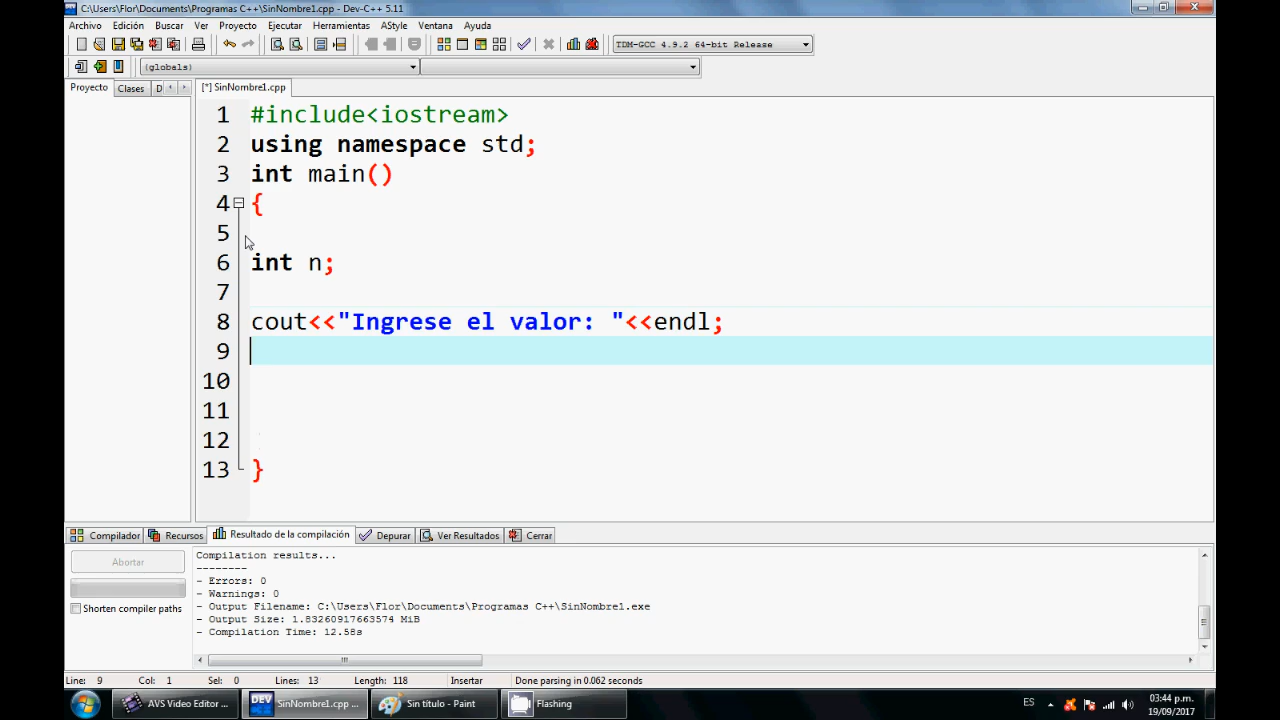 C:\Users\Flor\Documents\Programas C++\SinNombre1.cpp - Dev-C++ 5.11
Archivo Edición Buscar Ver Proyecto Ejecutar Herramientas AStyle Ventana Ayuda
TDM-GCC 4.9.2 64-bit Release
(globals)
Proyecto Clases D [*] SinNombre1.cpp
1 #include<iostream>
2 using namespace std;
3 int main()
4 {
5
6 int n;
7
8 cout<<"Ingrese el valor: "<<endl;
9
10
11
12
13 }
Compilador Recursos Resultado de la compilación Depurar Ver Resultados Cerrar
Abortar
Shorten compiler paths
Compilation results...
--------
- Errors: 0
- Warnings: 0
- Output Filename: C:\Users\Flor\Documents\Programas C++\SinNombre1.exe
- Output Size: 1.83260917663574 MiB
- Compilation Time: 12.58s
Line: 9 Col: 1 Sel: 0 Lines: 13 Length: 118 Insertar Done parsing in 0.062 seconds
AVS Video Editor ... DEV SinNombre1.cpp ... Sin título - Paint Flashing ES 03:44 p.m.
19/09/2017